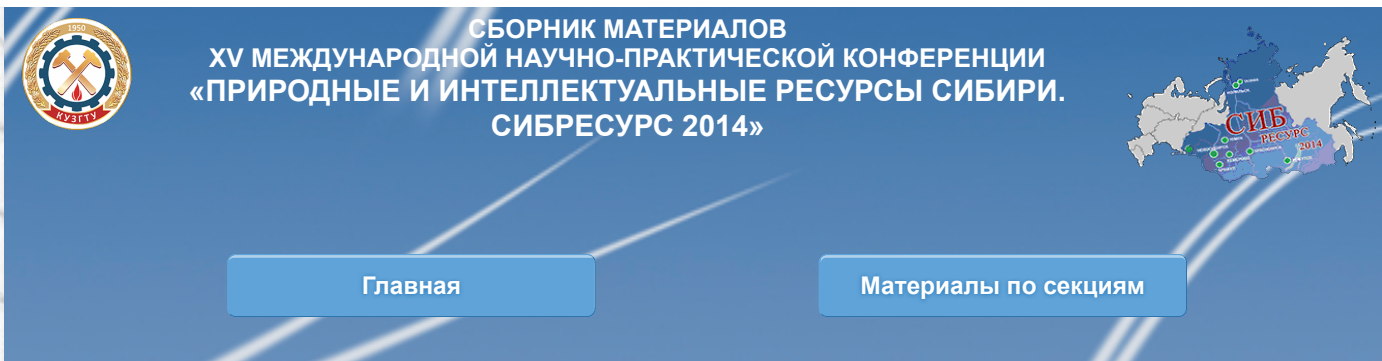 СБОРНИК МАТЕРИАЛОВ
XV МЕЖДУНАРОДНОЙ НАУЧНО-ПРАКТИЧЕСКОЙ КОНФЕРЕНЦИИ
«ПРИРОДНЫЕ И ИНТЕЛЛЕКТУАЛЬНЫЕ РЕСУРСЫ СИБИРИ.
СИБРЕСУРС 2014»
1950
КУЗГТУ
СИБ
РЕСУРС
2014
Главная
Материалы по секциям